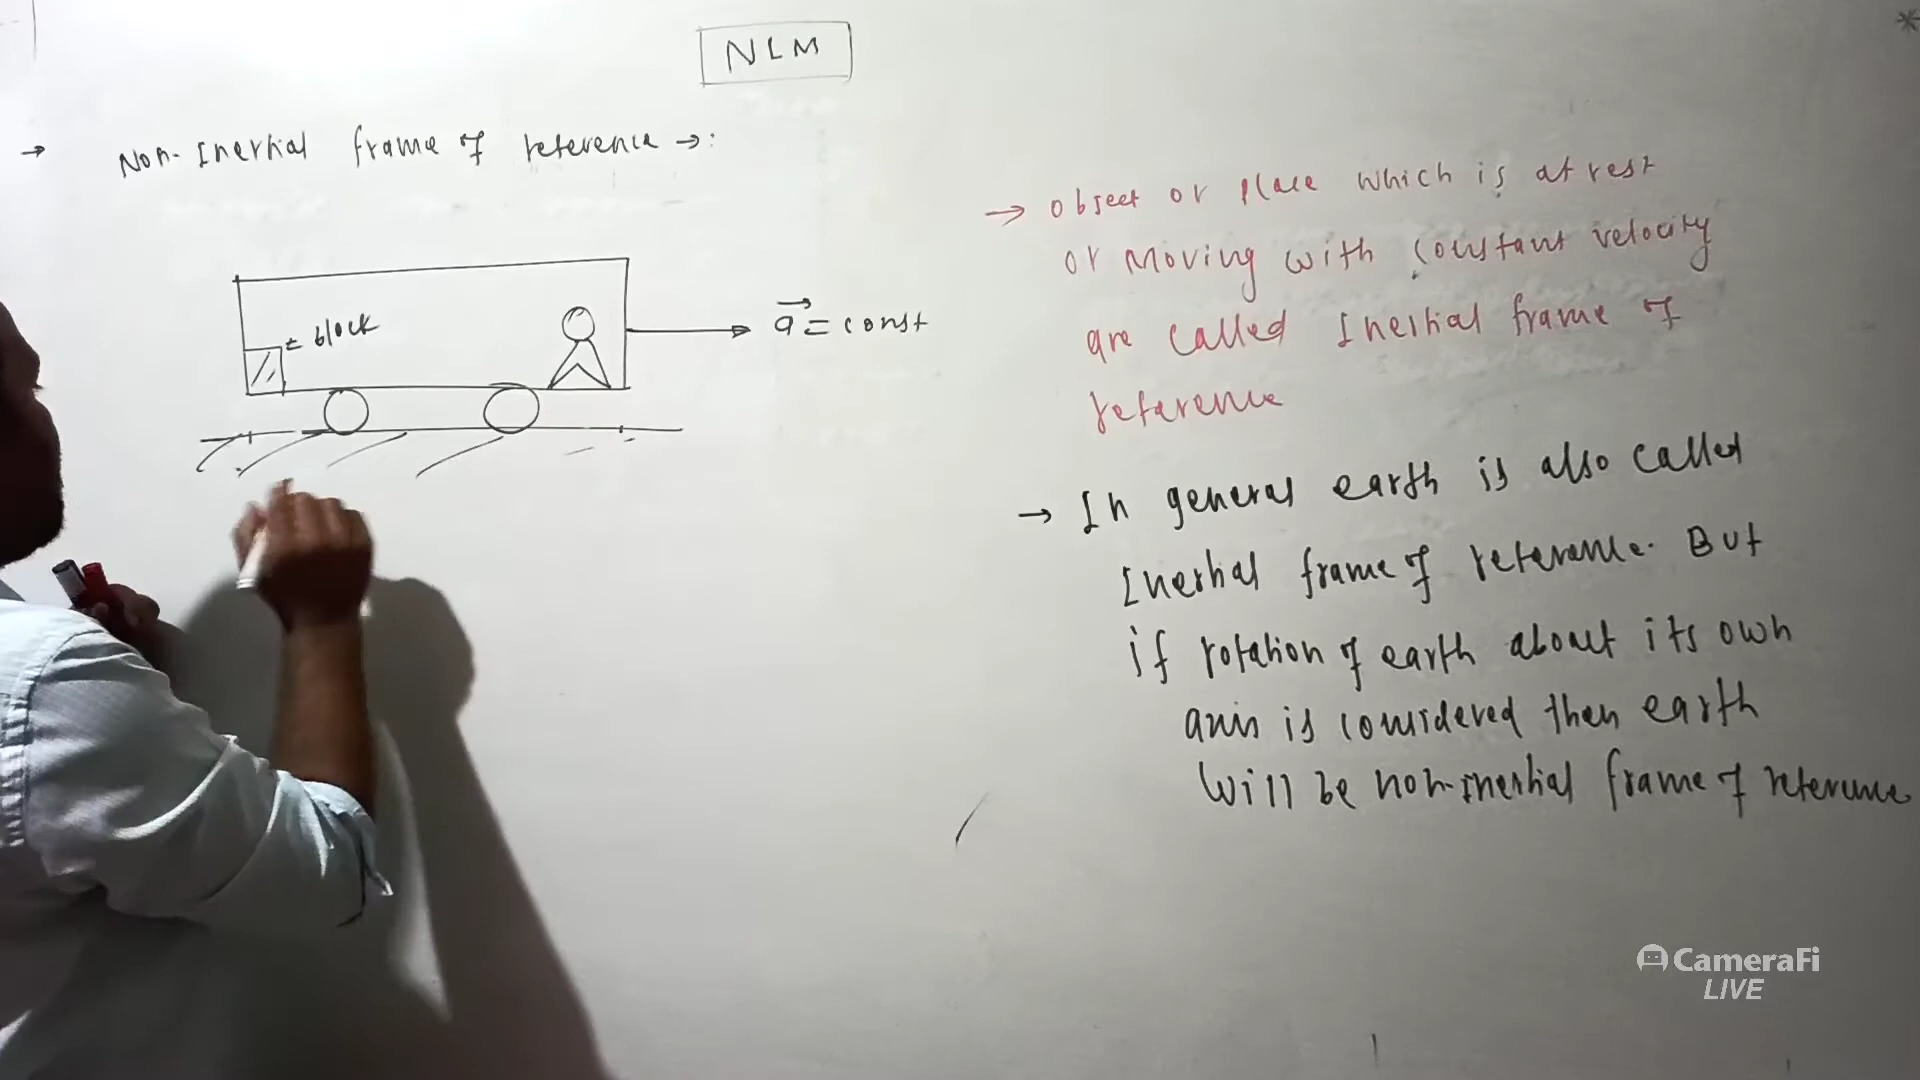 NLM
→ Non-Inertial frame of reference →:
= block
a⃗ = const
→ object or place which is at rest
or moving with constant velocity
are called Inertial frame of
reference
→ In general earth is also called
Inertial frame of reference. But
if rotation of earth about its own
axis is considered then earth
will be non-inertial frame of reference
CameraFi
LIVE